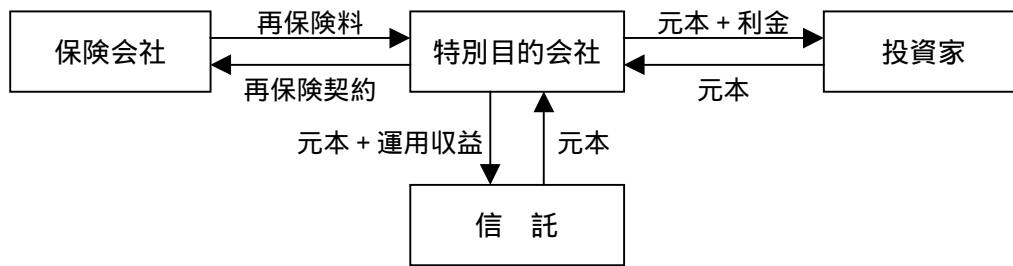 再保険料
元本 + 利金
保険会社
特別目的会社
投資家
再保険契約
元本
元本 + 運用収益
元本
信 託